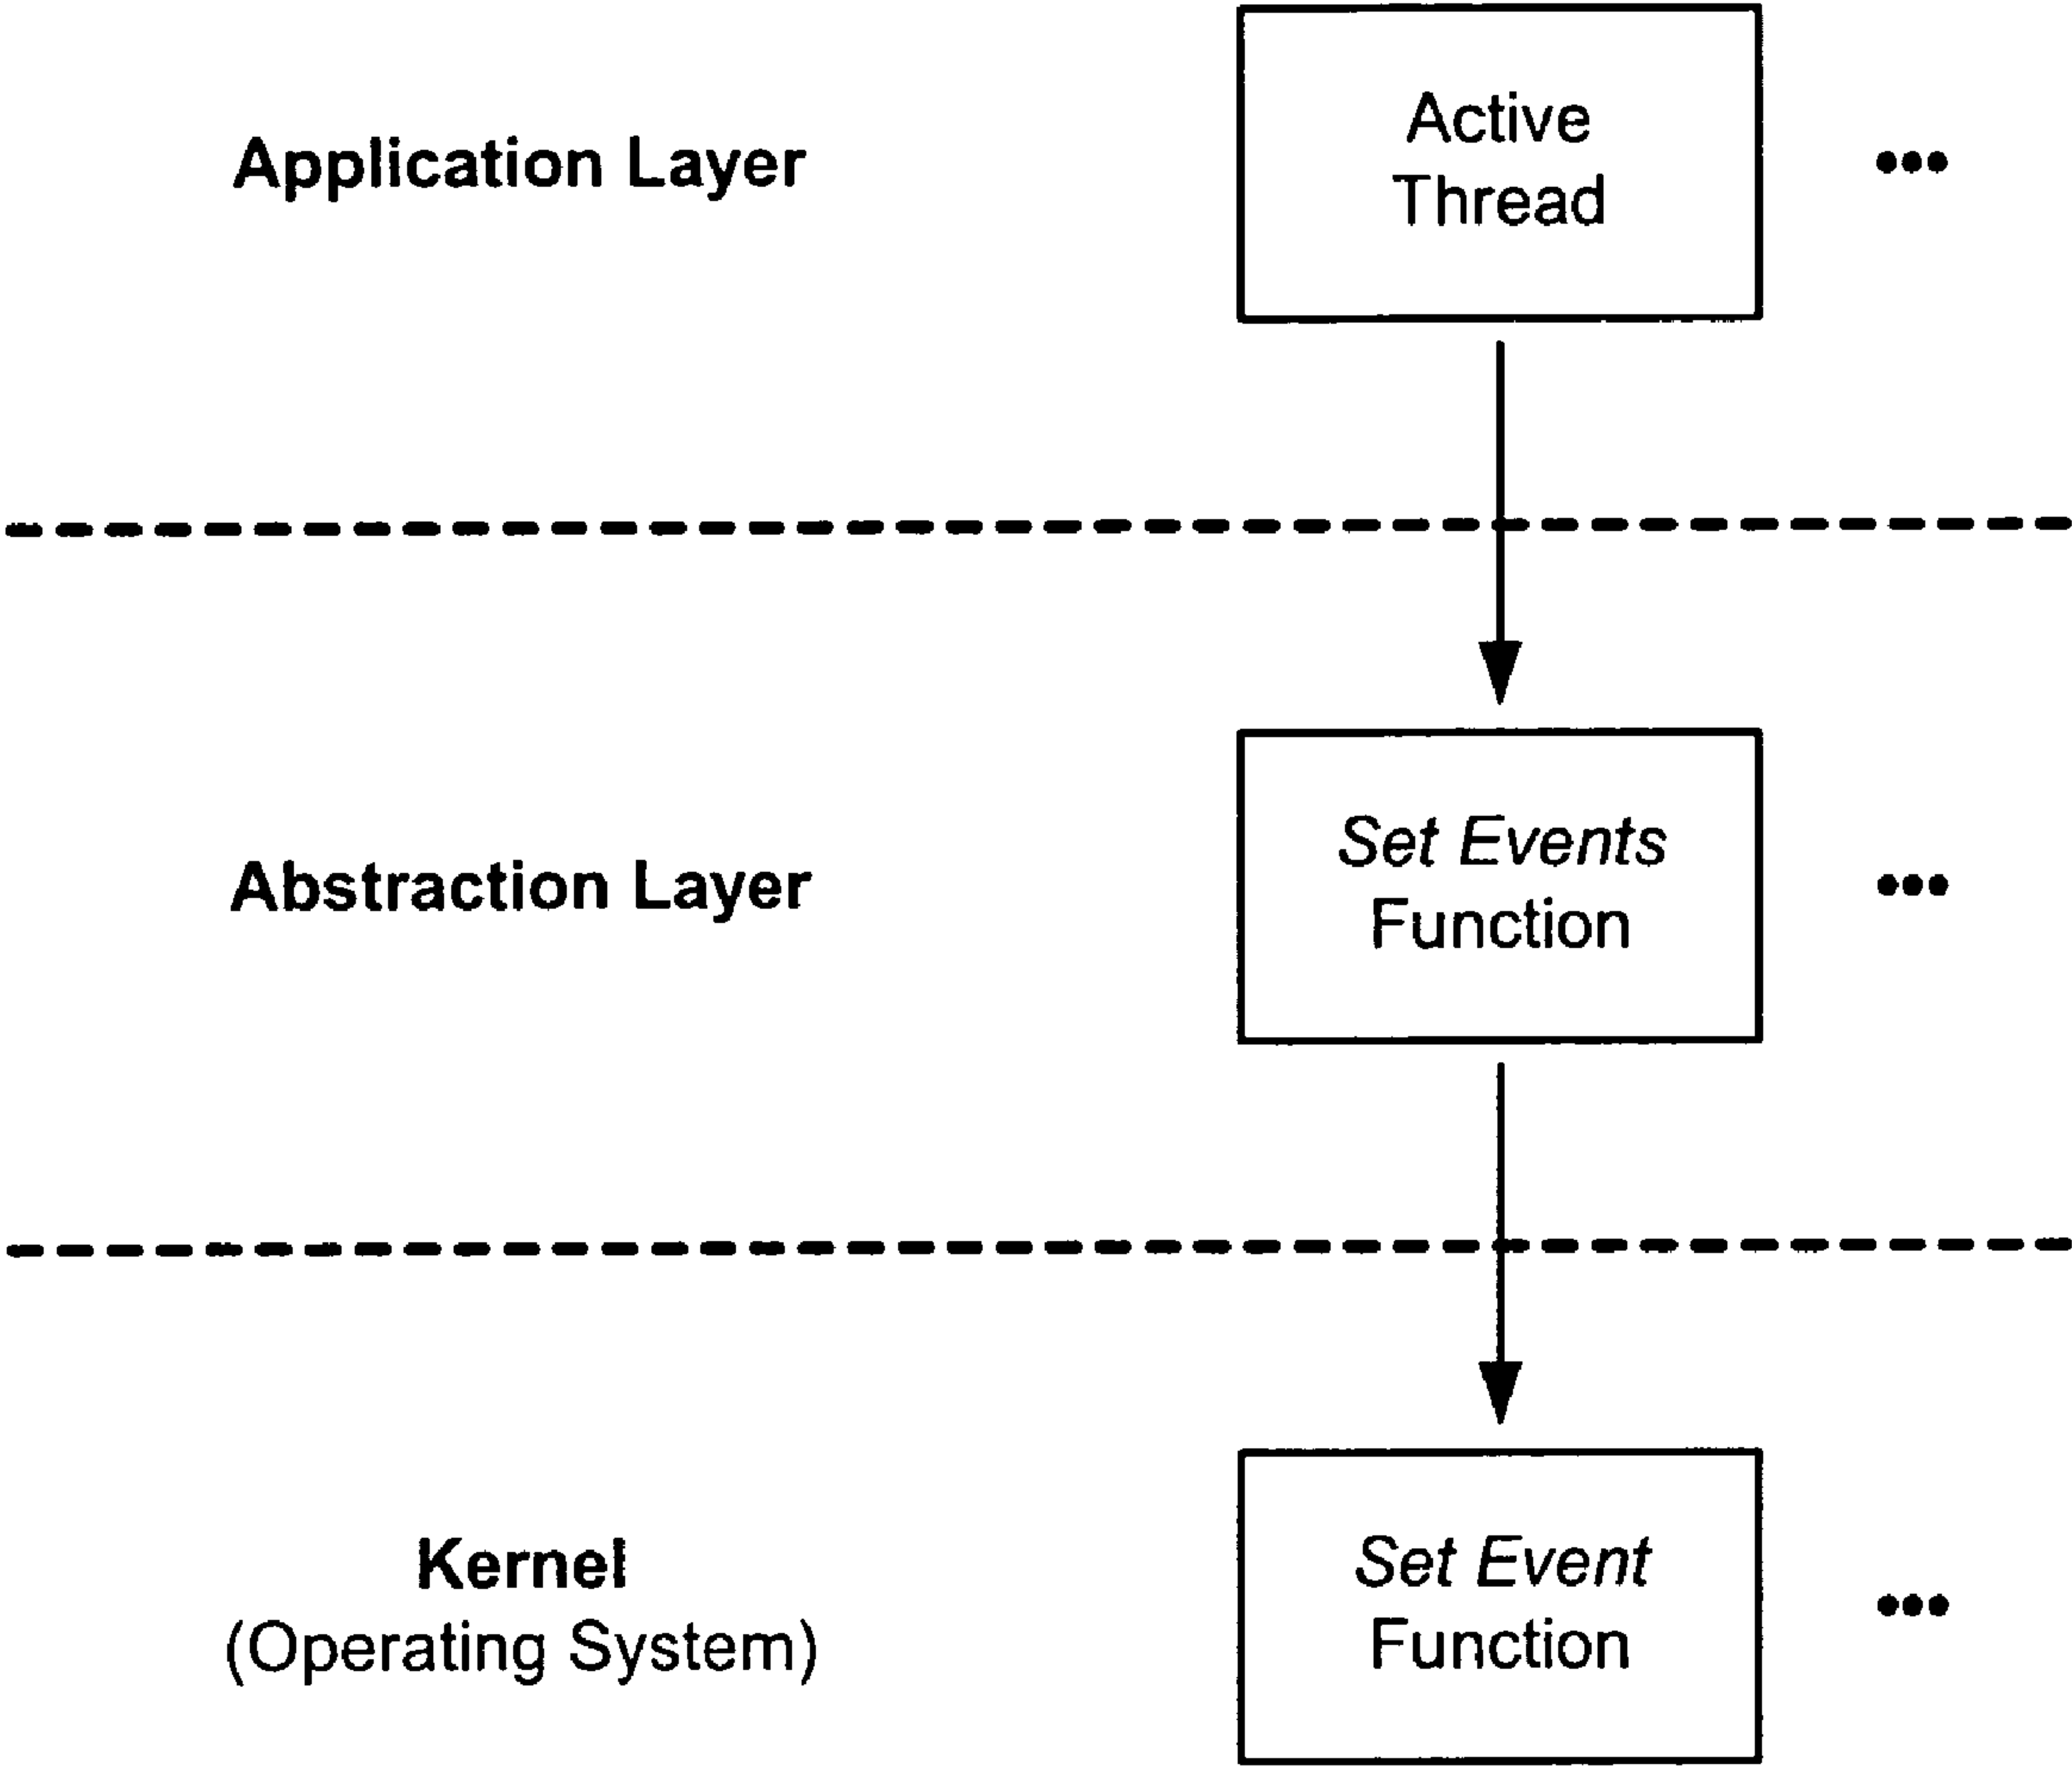 Application Layer
Active
Thread
•••
Abstraction Layer
Set Events
Function
•••
Kernel
(Operating System)
Set Event
Function
•••